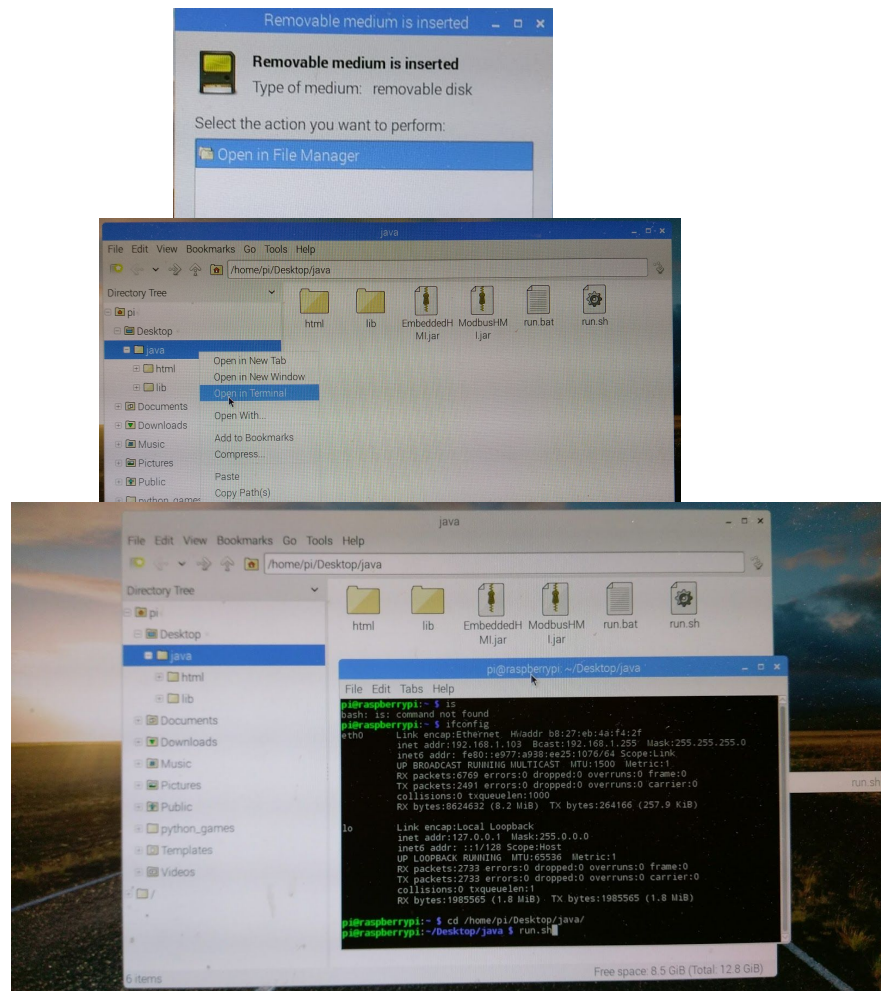 Removable medium is inserted
Removable medium is inserted
Type of medium: removable disk
Select the action you want to perform:
Open in File Manager
java
File Edit View Bookmarks Go Tools Help
/home/pi/Desktop/java
Directory Tree
pi
Desktop
java
html
lib
Documents
Downloads
Music
Pictures
Public
python_games
html
lib
EmbeddedH
MI.jar
ModbusHM
I.jar
run.bat
run.sh
Open in New Tab
Open in New Window
Open in Terminal
Open With...
Add to Bookmarks
Compress...
Paste
Copy Path(s)
java
File Edit View Bookmarks Go Tools Help
/home/pi/Desktop/java
Directory Tree
pi
Desktop
java
html
lib
Documents
Downloads
Music
Pictures
Public
python_games
Templates
Videos
/
html
lib
EmbeddedH
MI.jar
ModbusHM
I.jar
run.bat
run.sh
pi@raspberrypi: ~/Desktop/java
File Edit Tabs Help
pi@raspberrypi:~ $ is
bash: is: command not found
pi@raspberrypi:~ $ ifconfig
eth0 Link encap:Ethernet HWaddr b8:27:eb:4a:f4:2f
inet addr:192.168.1.103 Bcast:192.168.1.255 Mask:255.255.255.0
inet6 addr: fe80::e977:a938:ee25:1076/64 Scope:Link
UP BROADCAST RUNNING MULTICAST MTU:1500 Metric:1
RX packets:6769 errors:0 dropped:0 overruns:0 frame:0
TX packets:2491 errors:0 dropped:0 overruns:0 carrier:0
collisions:0 txqueuelen:1000
RX bytes:8624632 (8.2 MiB) TX bytes:264166 (257.9 KiB)
lo Link encap:Local Loopback
inet addr:127.0.0.1 Mask:255.0.0.0
inet6 addr: ::1/128 Scope:Host
UP LOOPBACK RUNNING MTU:65536 Metric:1
RX packets:2733 errors:0 dropped:0 overruns:0 frame:0
TX packets:2733 errors:0 dropped:0 overruns:0 carrier:0
collisions:0 txqueuelen:1
RX bytes:1985565 (1.8 MiB) TX bytes:1985565 (1.8 MiB)
pi@raspberrypi:~ $ cd /home/pi/Desktop/java/
pi@raspberrypi:~/Desktop/java $ run.sh
run.sh
6 items
Free space: 8.5 GiB (Total: 12.8 GiB)